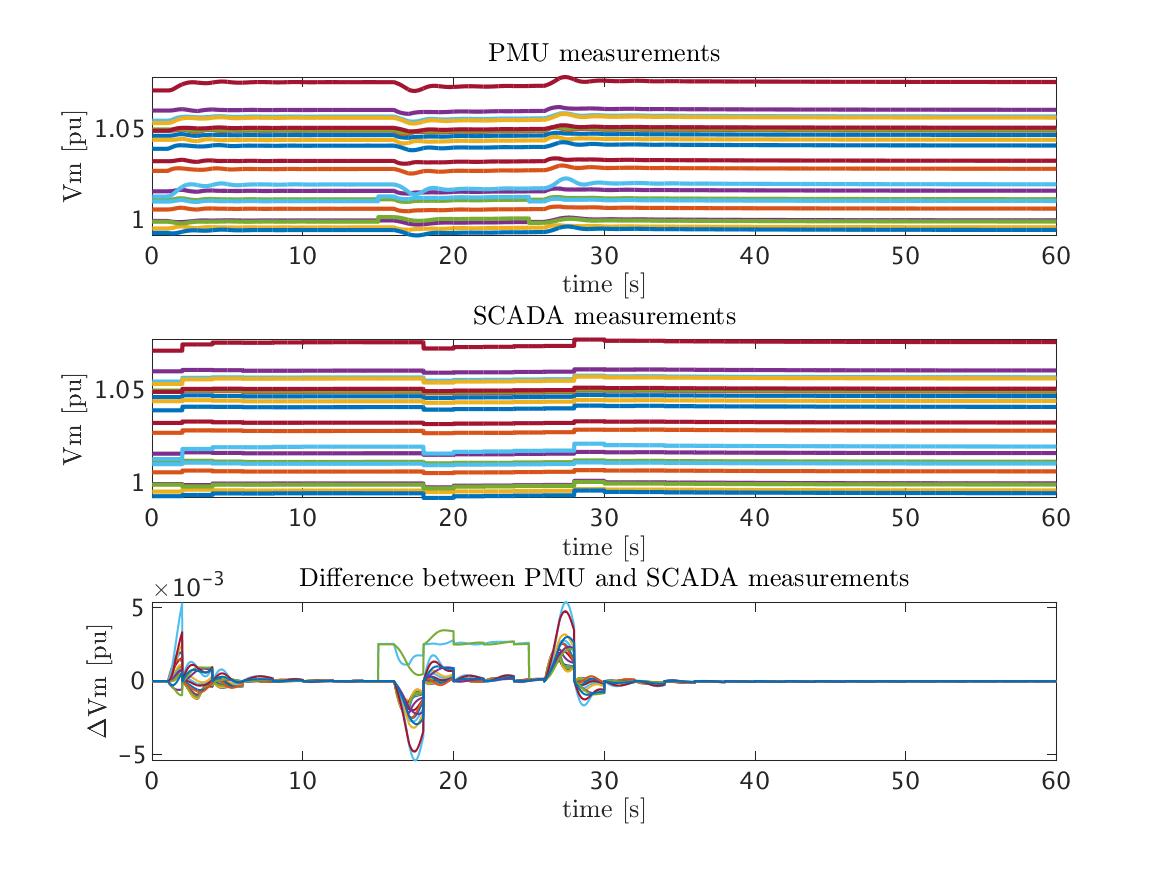 PMU measurements
Vm [pu]
1.05
1
0 10 20 30 40 50 60
time [s]
SCADA measurements
Vm [pu]
1.05
1
0 10 20 30 40 50 60
time [s]
Difference between PMU and SCADA measurements
×10⁻³
ΔVm [pu]
5
0
−5
0 10 20 30 40 50 60
time [s]